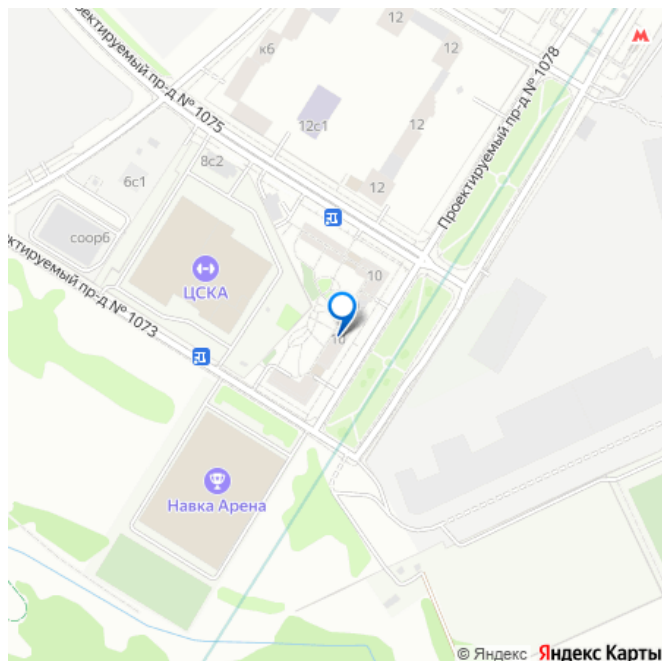 12
12
к6
Проектируемый пр-д № 1075
12с1
12
Проектируемый пр-д № 1078
8с2
6с1
12
соор6
ЦСКА
10
ектируемый пр-д № 1073
10
Навка Арена
© Яндекс Яндекс Карты